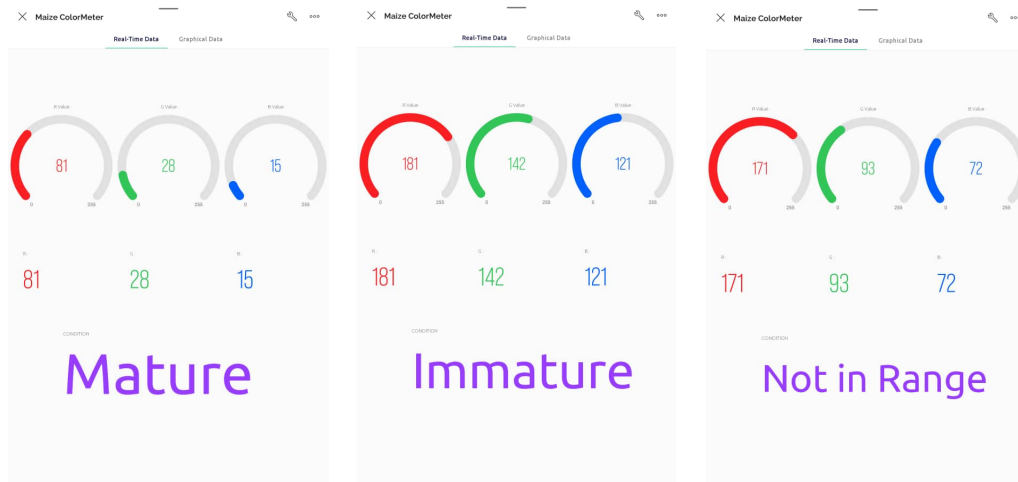 Maize ColorMeter
Real-Time Data Graphical Data
R Value G Value B Value
81 28 15
0 255 0 255 0 255
R: G: B:
81 28 15
CONDITION
Mature
Maize ColorMeter
Real-Time Data Graphical Data
R Value G Value B Value
181 142 121
0 255 0 255 0 255
R: G: B:
181 142 121
CONDITION
Immature
Maize ColorMeter
Real-Time Data Graphical Data
R Value G Value B Value
171 93 72
0 255 0 255 0 255
R: G: B:
171 93 72
CONDITION
Not in Range